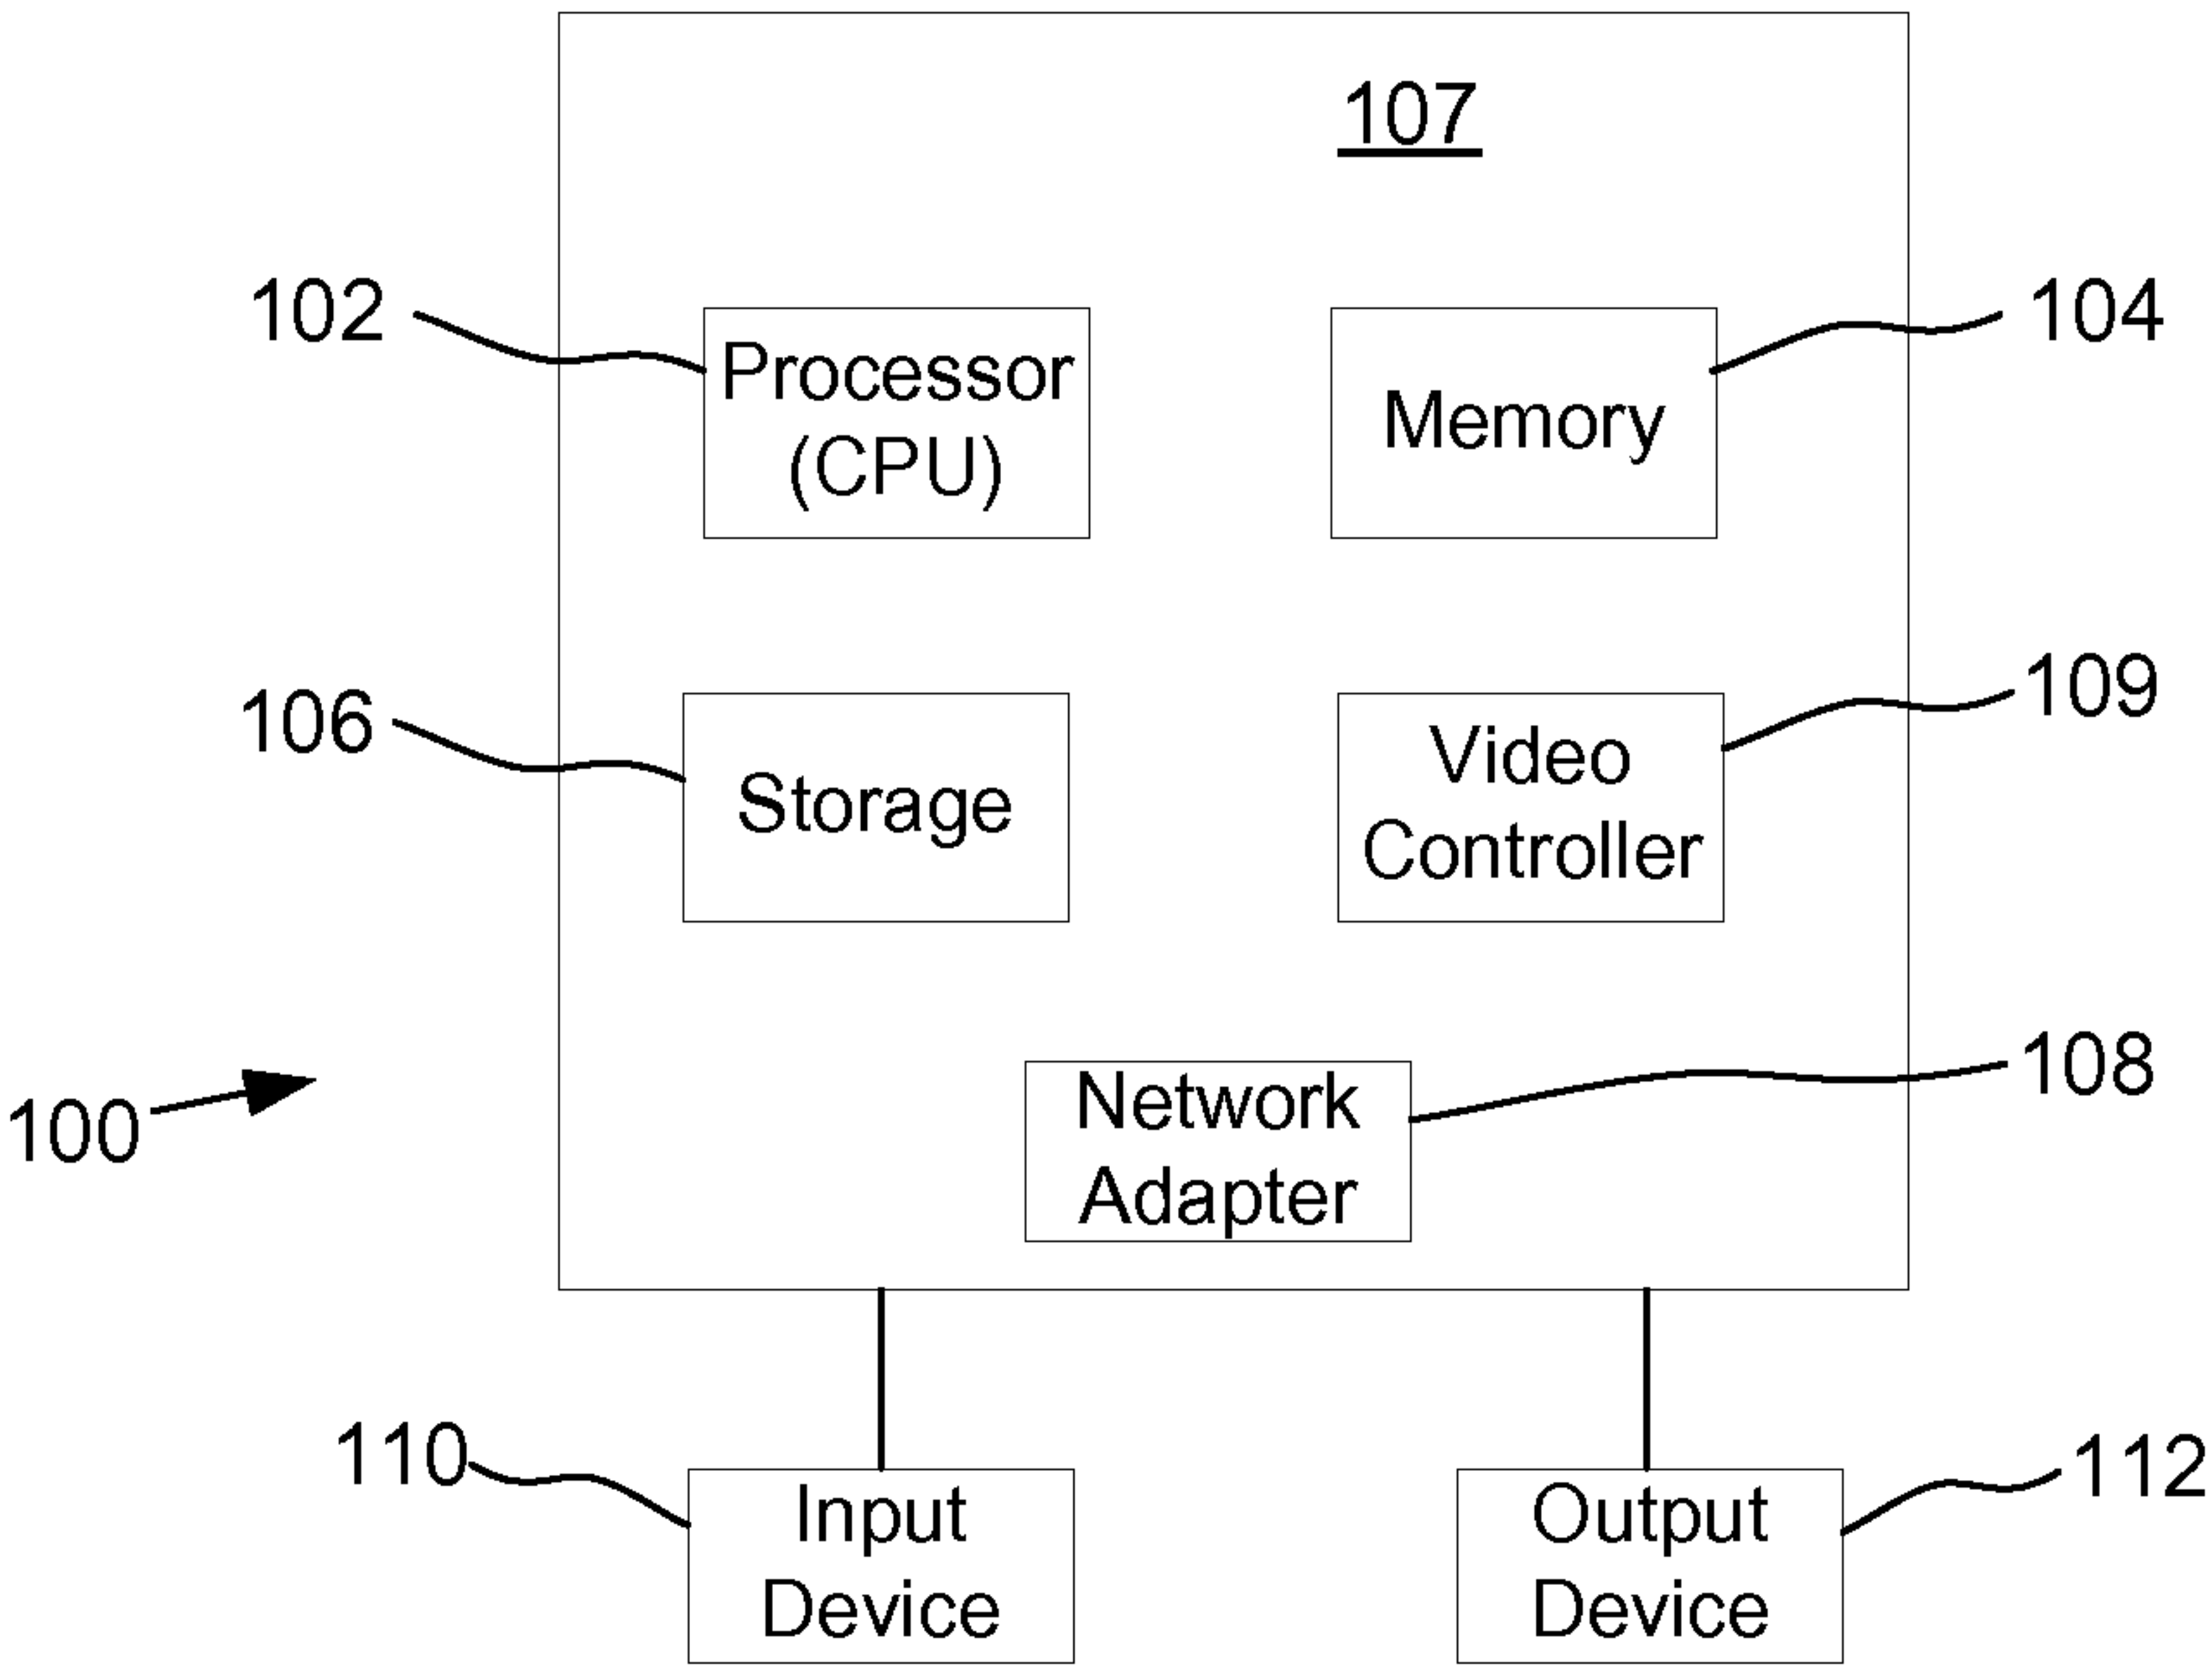 107
102
Processor
(CPU)
Memory
104
106
Storage
Video
Controller
109
100
Network
Adapter
108
110
Input
Device
Output
Device
112